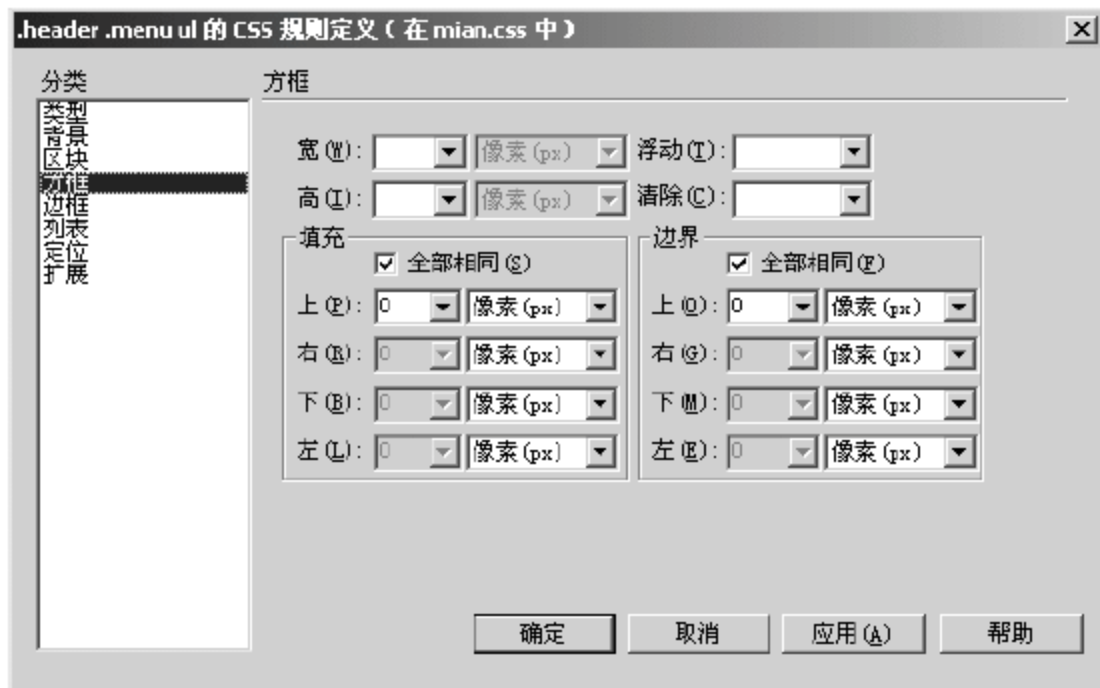 .header .menu ul 的 CSS 规则定义（在 mian.css 中）
分类
方框
类型
背景
区块
方框
边框
列表
定位
扩展
宽(W): 像素(px) 浮动(T):
高(I): 像素(px) 清除(C):
填充
全部相同(S)
上(P): 0 像素(px)
右(R): 0 像素(px)
下(B): 0 像素(px)
左(L): 0 像素(px)
边界
全部相同(F)
上(O): 0 像素(px)
右(G): 0 像素(px)
下(M): 0 像素(px)
左(E): 0 像素(px)
确定 取消 应用(A) 帮助